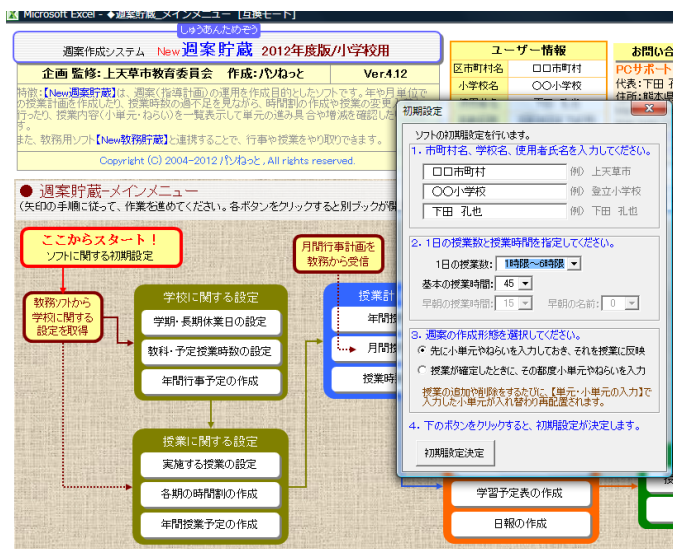 Microsoft Excel - ◆週案貯蔵_メインメニュー [互換モード]
しゅうあんためぞう
週案作成システム New週案貯蔵 2012年度版/小学校用
企画 監修:上天草市教育委員会 作成:パソねっと Ver4.12
特徴:【New週案貯蔵】は、週案(指導計画)の運用を作成目的としたソフトです。年や月単位で
の授業計画を作成したり、授業時数の過不足を見ながら、時間割の作成や授業の変更
行ったり、授業内容(小単元・ねらい)を一覧表示して単元の進み具合や増減を確認した
す。
また、教務用ソフト【New教務貯蔵】と連携することで、行事や授業をやり取りできます。
Copyright (C) 2004-2012 パソねっと, All rights reserved.
ユーザー情報
区市町村名 □□市町村
小学校名 〇〇小学校
お問い合
PCサポート
代表:下田
住所:熊本県
● 週案貯蔵-メインメニュー
(矢印の手順に従って、作業を進めてください。各ボタンをクリックすると別ブックが開
ここからスタート!
ソフトに関する初期設定
教務ソフトから
学校に関する
設定を取得
月間行事計画を
教務から受信
学校に関する設定
学期・長期休業日の設定
教科・予定授業時数の設定
年間行事予定の作成
授業に関する設定
実施する授業の設定
各期の時間割の作成
年間授業予定の作成
授業計
年間授
月間授
授業時
学習予定表の作成
日報の作成
初期設定
ソフトの初期設定を行います。
1. 市町村名、学校名、使用者氏名を入力してください。
□□市町村 例) 上天草市
〇〇小学校 例) 登立小学校
下田 孔也 例) 下田 孔也
2. 1日の授業数と授業時間を指定してください。
1日の授業数: 1時限~6時限
基本の授業時間: 45
早朝の授業時間: 15 早朝の名前: 0
3. 週案の作成形態を選択してください。
先に小単元やねらいを入力しておき、それを授業に反映
授業が確定したときに、その都度小単元やねらいを入力
授業の追加や削除をするたびに、【単元・小単元の入力】で
入力した小単元が入れ替わり再配置されます。
4. 下のボタンをクリックすると、初期設定が決定します。
初期設定決定